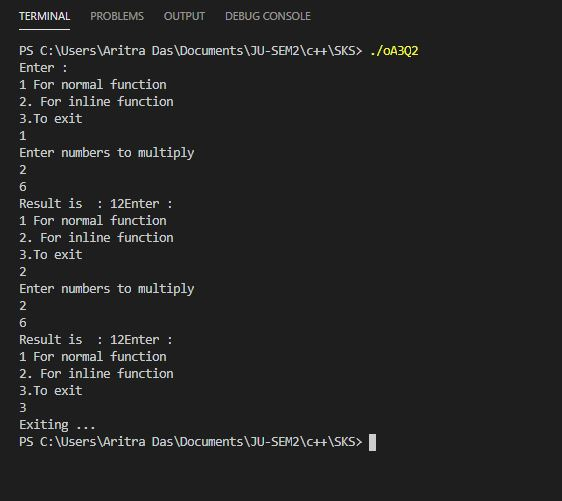 TERMINAL PROBLEMS OUTPUT DEBUG CONSOLE
PS C:\Users\Aritra Das\Documents\JU-SEM2\c++\SKS> ./oA3Q2
Enter :
1 For normal function
2. For inline function
3.To exit
1
Enter numbers to multiply
2
6
Result is  : 12Enter :
1 For normal function
2. For inline function
3.To exit
2
Enter numbers to multiply
2
6
Result is  : 12Enter :
1 For normal function
2. For inline function
3.To exit
3
Exiting ...
PS C:\Users\Aritra Das\Documents\JU-SEM2\c++\SKS>